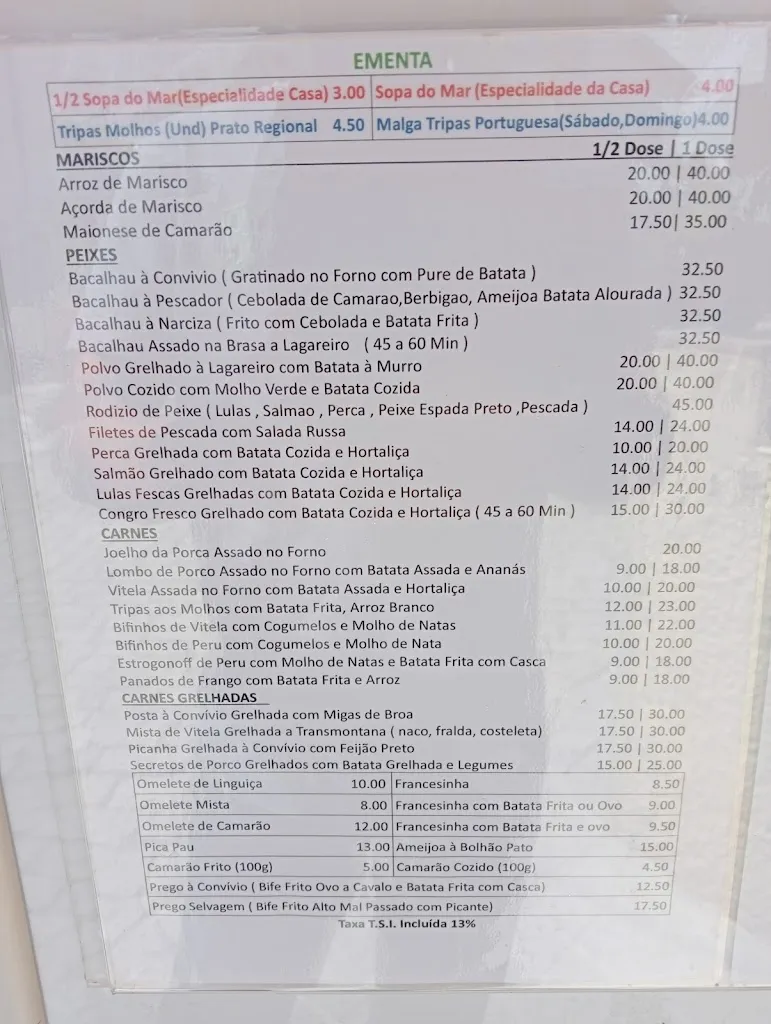 EMENTA
1/2 Sopa do Mar(Especialidade Casa) 3.00 Sopa do Mar (Especialidade da Casa) 4.00
Tripas Molhos (Und) Prato Regional 4.50 Malga Tripas Portuguesa(Sábado,Domingo)4.00
MARISCOS 1/2 Dose | 1 Dose
Arroz de Marisco 20.00 | 40.00
Açorda de Marisco 20.00 | 40.00
Maionese de Camarão 17.50| 35.00
PEIXES
Bacalhau à Convivio ( Gratinado no Forno com Pure de Batata ) 32.50
Bacalhau à Pescador ( Cebolada de Camarao,Berbigao, Ameijoa Batata Alourada ) 32.50
Bacalhau à Narciza ( Frito com Cebolada e Batata Frita ) 32.50
Bacalhau Assado na Brasa a Lagareiro ( 45 a 60 Min ) 32.50
Polvo Grelhado à Lagareiro com Batata à Murro 20.00 | 40.00
Polvo Cozido com Molho Verde e Batata Cozida 20.00 | 40.00
Rodizio de Peixe ( Lulas , Salmao , Perca , Peixe Espada Preto ,Pescada ) 45.00
Filetes de Pescada com Salada Russa 14.00 | 24.00
Perca Grelhada com Batata Cozida e Hortaliça 10.00 | 20.00
Salmão Grelhado com Batata Cozida e Hortaliça 14.00 | 24.00
Lulas Fescas Grelhadas com Batata Cozida e Hortaliça 14.00 | 24.00
Congro Fresco Grelhado com Batata Cozida e Hortaliça ( 45 a 60 Min ) 15.00 | 30.00
CARNES
Joelho da Porca Assado no Forno 20.00
Lombo de Porco Assado no Forno com Batata Assada e Ananás 9.00 | 18.00
Vitela Assada no Forno com Batata Assada e Hortaliça 10.00 | 20.00
Tripas aos Molhos com Batata Frita, Arroz Branco 12.00 | 23.00
Bifinhos de Vitela com Cogumelos e Molho de Natas 11.00 | 22.00
Bifinhos de Peru com Cogumelos e Molho de Nata 10.00 | 20.00
Estrogonoff de Peru com Molho de Natas e Batata Frita com Casca 9.00 | 18.00
Panados de Frango com Batata Frita e Arroz 9.00 | 18.00
CARNES GRELHADAS
Posta à Convívio Grelhada com Migas de Broa 17.50 | 30.00
Mista de Vitela Grelhada a Transmontana ( naco, fralda, costeleta) 17.50 | 30.00
Picanha Grelhada à Convívio com Feijão Preto 17.50 | 30.00
Secretos de Porco Grelhados com Batata Grelhada e Legumes 15.00 | 25.00
Omelete de Linguiça 10.00 Francesinha 8.50
Omelete Mista 8.00 Francesinha com Batata Frita ou Ovo 9.00
Omelete de Camarão 12.00 Francesinha com Batata Frita e ovo 9.50
Pica Pau 13.00 Ameijoa à Bolhão Pato 15.00
Camarão Frito (100g) 5.00 Camarão Cozido (100g) 4.50
Prego à Convívio ( Bife Frito Ovo a Cavalo e Batata Frita com Casca) 12.50
Prego Selvagem ( Bife Frito Alto Mal Passado com Picante) 17.50
Taxa T.S.I. Incluída 13%